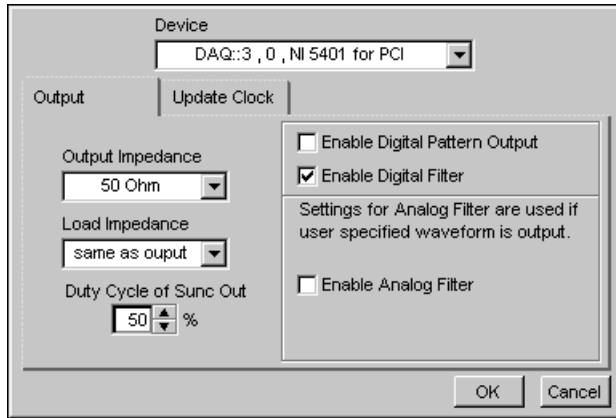 Device
DAQ::3 , 0 , NI 5401 for PCI
Output
Update Clock
Output Impedance
50 Ohm
Load Impedance
same as ouput
Duty Cycle of Sunc Out
50 %
Enable Digital Pattern Output
Enable Digital Filter
Settings for Analog Filter are used if
user specified waveform is output.
Enable Analog Filter
OK
Cancel